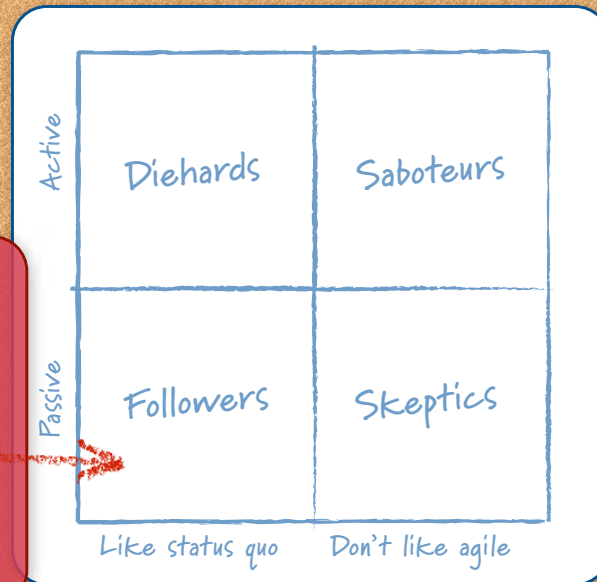 Active
Diehards
Saboteurs
Passive
Followers
Skeptics
Like status quo
Don't like agile